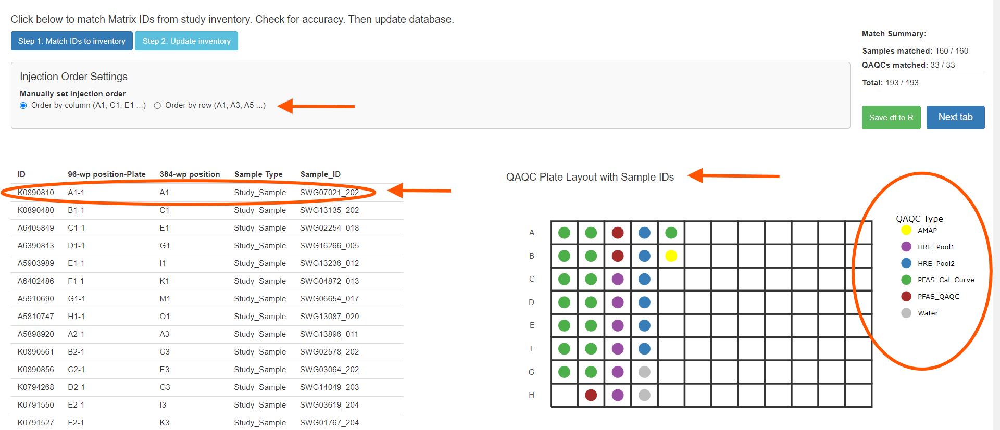 Click below to match Matrix IDs from study inventory. Check for accuracy. Then update database.
Step 1: Match IDs to inventory
Step 2: Update inventory
Injection Order Settings
Manually set injection order
Order by column (A1, C1, E1 ...)
Order by row (A1, A3, A5 ...)
Match Summary:
Samples matched: 160 / 160
QAQCs matched: 33 / 33
Total: 193 / 193
Save df to R
Next tab
ID 96-wp position-Plate 384-wp position Sample Type Sample_ID
K0890810 A1-1 A1 Study_Sample SWG07021_202
K0890480 B1-1 C1 Study_Sample SWG13135_202
A6405849 C1-1 E1 Study_Sample SWG02254_018
A6390813 D1-1 G1 Study_Sample SWG16266_005
A5903989 E1-1 I1 Study_Sample SWG13236_012
A6402486 F1-1 K1 Study_Sample SWG04872_013
A5910690 G1-1 M1 Study_Sample SWG06654_017
A5810747 H1-1 O1 Study_Sample SWG13087_020
A5898920 A2-1 A3 Study_Sample SWG13896_011
K0890561 B2-1 C3 Study_Sample SWG02578_202
K0890856 C2-1 E3 Study_Sample SWG03064_202
K0794268 D2-1 G3 Study_Sample SWG14049_203
K0791550 E2-1 I3 Study_Sample SWG03619_204
K0791527 F2-1 K3 Study_Sample SWG01767_204
QAQC Plate Layout with Sample IDs
A
B
C
D
E
F
G
H
QAQC Type
AMAP
HRE_Pool1
HRE_Pool2
PFAS_Cal_Curve
PFAS_QAQC
Water